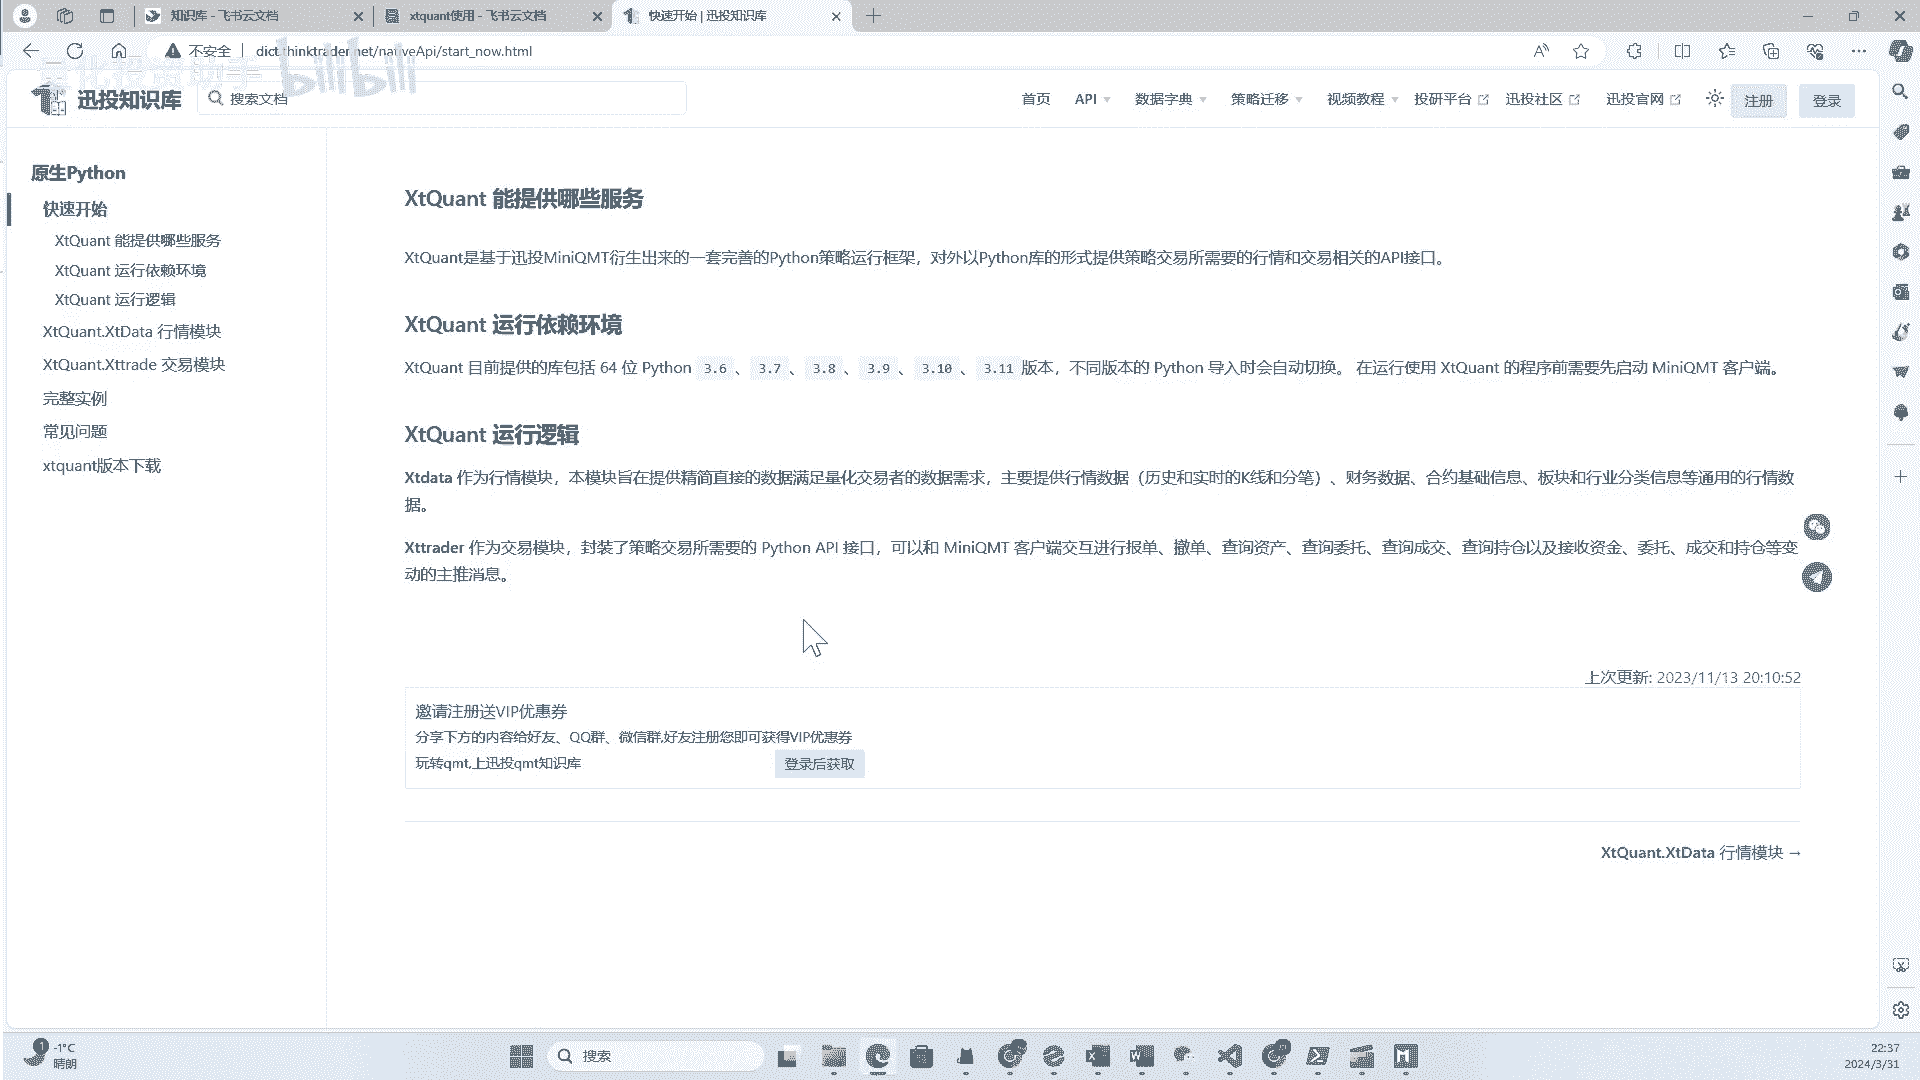 知识库 - 飞书云文档
xtquant使用 - 飞书云文档
快速开始 | 迅投知识库
不安全
dict.thinktrader.net/nativeApi/start_now.html
bilibili
迅投知识库
搜索文档
首页
API
数据字典
策略迁移
视频教程
投研平台
迅投社区
迅投官网
注册
登录
原生Python
快速开始
XtQuant 能提供哪些服务
XtQuant 运行依赖环境
XtQuant 运行逻辑
XtQuant.XtData 行情模块
XtQuant.Xttrade 交易模块
完整实例
常见问题
xtquant版本下载
XtQuant 能提供哪些服务
XtQuant是基于迅投MiniQMT衍生出来的一套完善的Python策略运行框架，对外以Python库的形式提供策略交易所需要的行情和交易相关的API接口。
XtQuant 运行依赖环境
XtQuant 目前提供的库包括 64 位 Python 3.6 、 3.7 、 3.8 、 3.9 、 3.10 、 3.11 版本，不同版本的 Python 导入时会自动切换。 在运行使用 XtQuant 的程序前需要先启动 MiniQMT 客户端。
XtQuant 运行逻辑
Xtdata 作为行情模块，本模块旨在提供精简直接的数据满足量化交易者的数据需求，主要提供行情数据（历史和实时的K线和分笔）、财务数据、合约基础信息、板块和行业分类信息等通用的行情数
据。
Xttrader 作为交易模块，封装了策略交易所需要的 Python API 接口，可以和 MiniQMT 客户端交互进行报单、撤单、查询资产、查询委托、查询成交、查询持仓以及接收资金、委托、成交和持仓等变
动的主推消息。
上次更新: 2023/11/13 20:10:52
邀请注册送VIP优惠券
分享下方的内容给好友、QQ群、微信群,好友注册您即可获得VIP优惠券
玩转qmt,上迅投qmt知识库
登录后获取
XtQuant.XtData 行情模块 →
1
-1°C
晴朗
搜索
22:37
2024/3/31